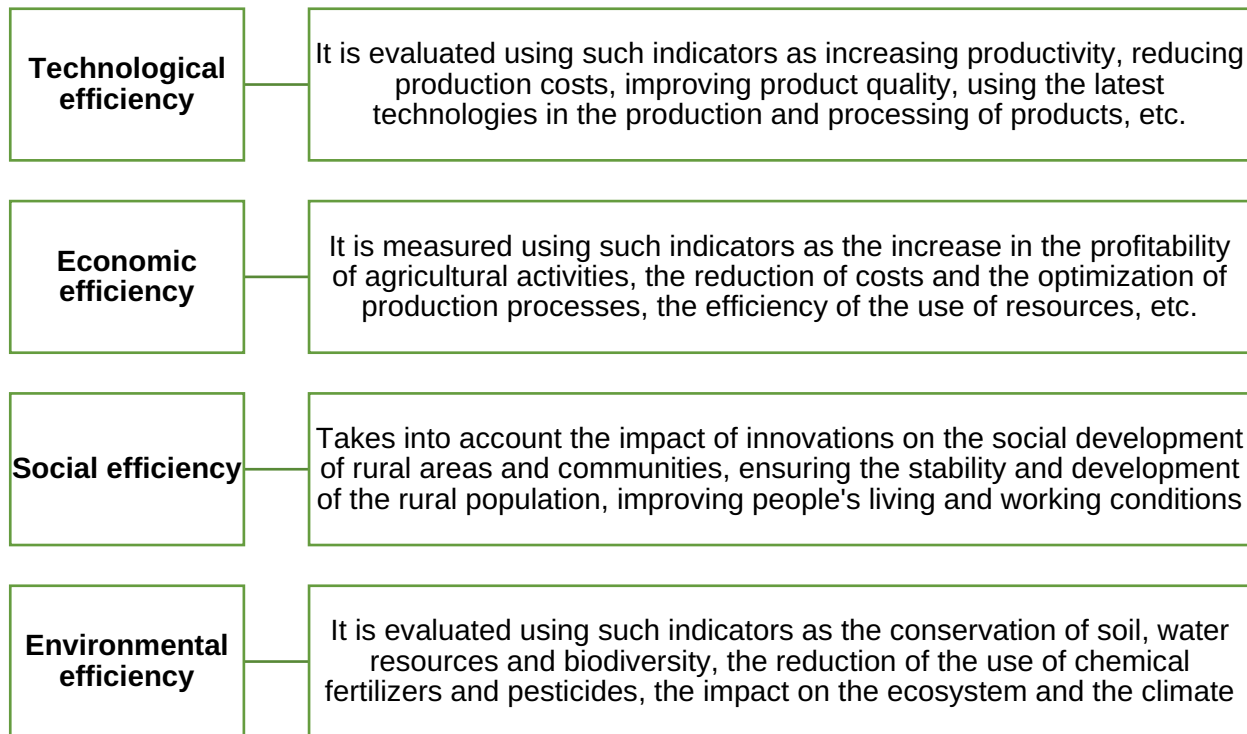 Technological
efficiency
It is evaluated using such indicators as increasing productivity, reducing
production costs, improving product quality, using the latest
technologies in the production and processing of products, etc.
Economic
efficiency
It is measured using such indicators as the increase in the profitability
of agricultural activities, the reduction of costs and the optimization of
production processes, the efficiency of the use of resources, etc.
Social efficiency
Takes into account the impact of innovations on the social development
of rural areas and communities, ensuring the stability and development
of the rural population, improving people's living and working conditions
Environmental
efficiency
It is evaluated using such indicators as the conservation of soil, water
resources and biodiversity, the reduction of the use of chemical
fertilizers and pesticides, the impact on the ecosystem and the climate